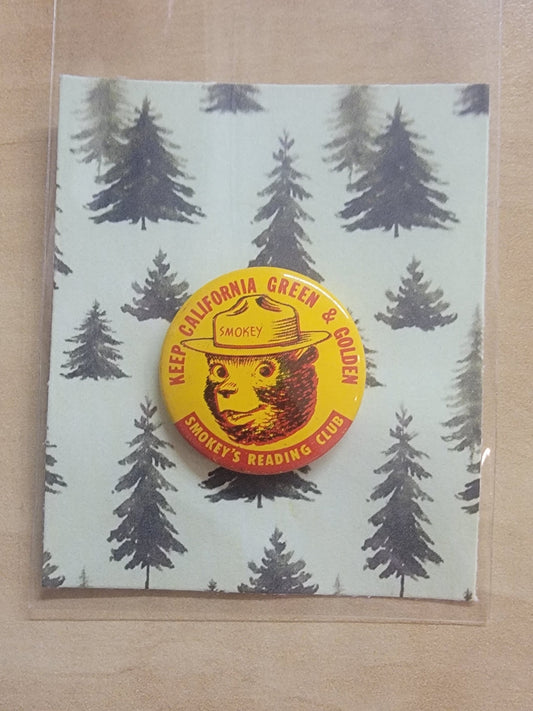 KEEP CALIFORNIA GREEN & GOLDEN
SMOKEY
SMOKEY'S READING CLUB